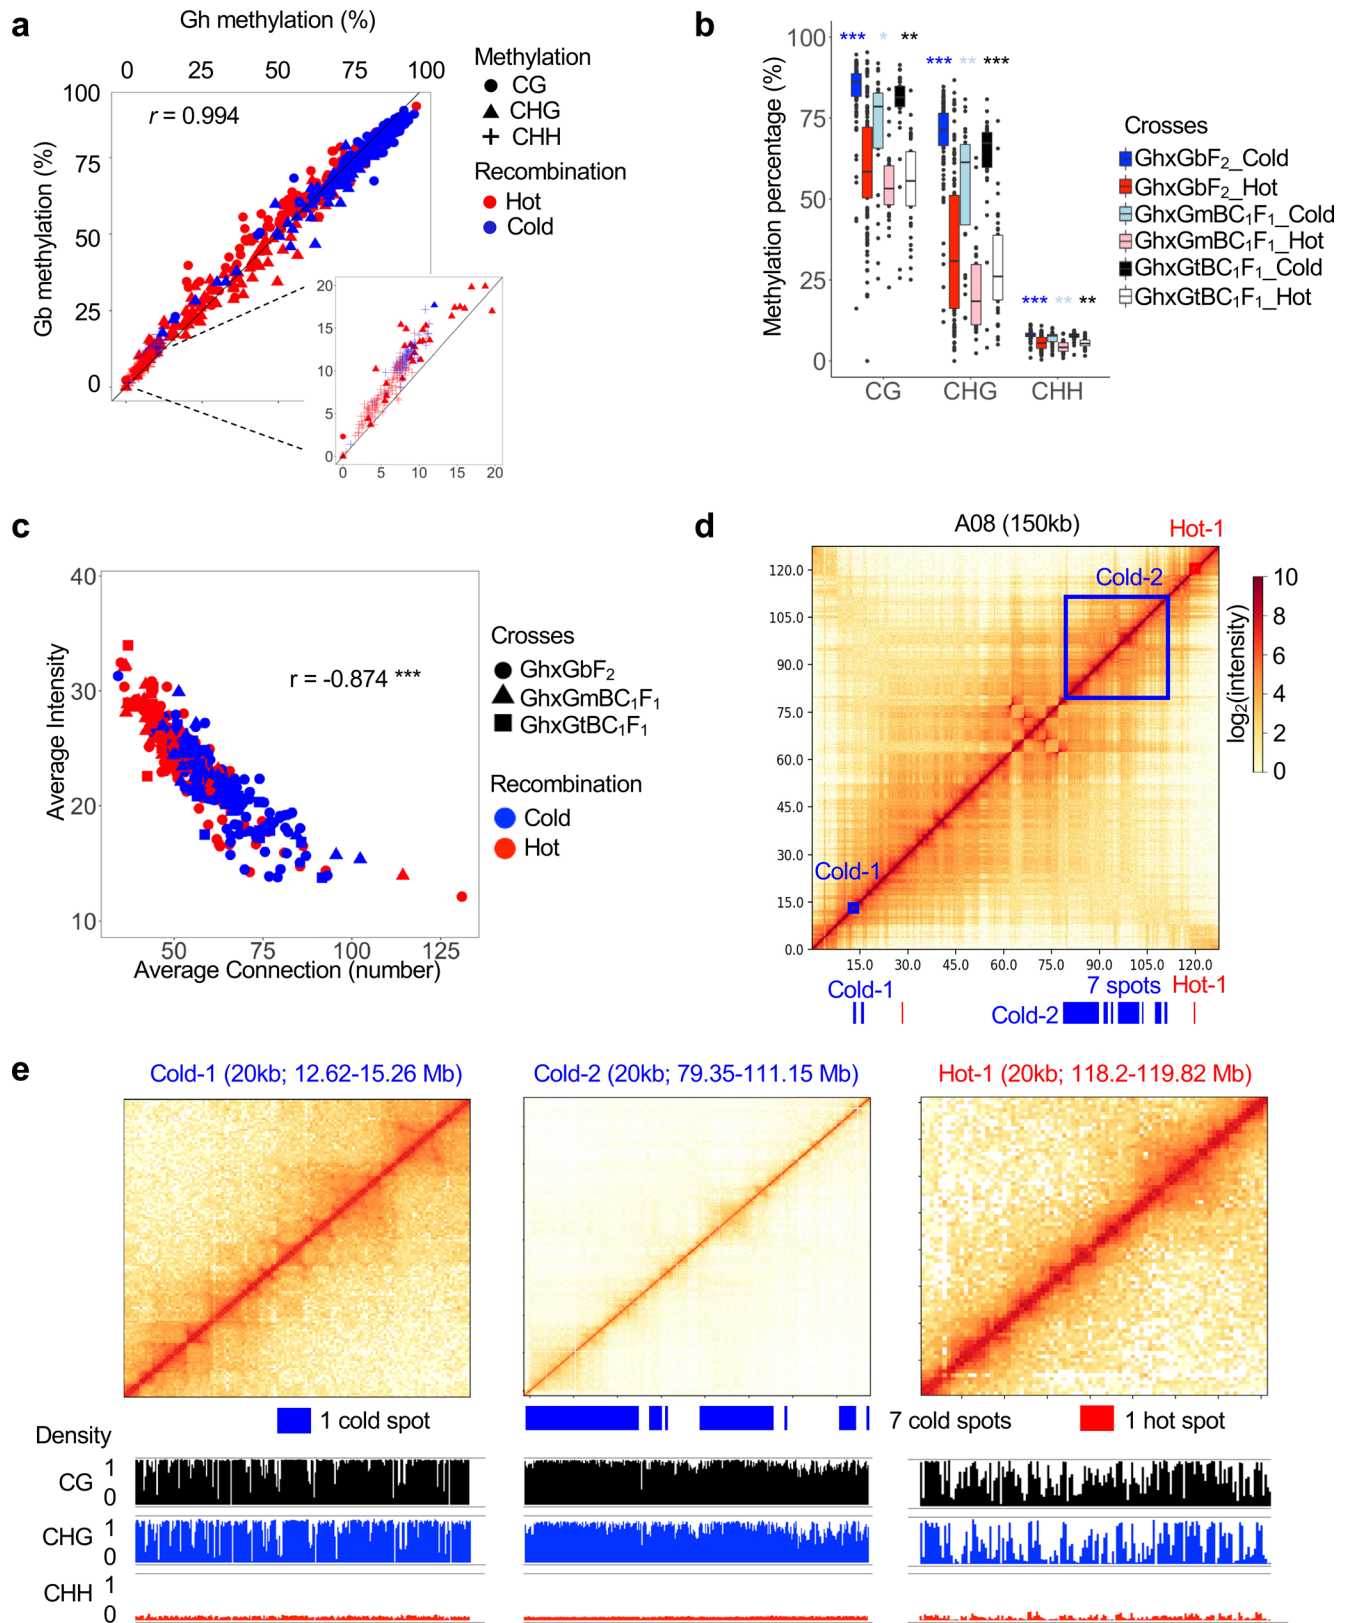 a
Gh methylation (%)
0 25 50 75 100
100
75
50
25
0
Gb methylation (%)
r = 0.994
Methylation
CG
CHG
CHH
Recombination
Hot
Cold
20
15
10
5
0
0 5 10 15 20
b
Methylation percentage (%)
100
75
50
25
0
*** * **
*** ** ***
*** ** **
CG CHG CHH
Crosses
GhxGbF₂_Cold
GhxGbF₂_Hot
GhxGmBC₁F₁_Cold
GhxGmBC₁F₁_Hot
GhxGtBC₁F₁_Cold
GhxGtBC₁F₁_Hot
c
Average Intensity
40
30
20
10
r = -0.874 ***
50 75 100 125
Average Connection (number)
Crosses
GhxGbF₂
GhxGmBC₁F₁
GhxGtBC₁F₁
Recombination
Cold
Hot
d
A08 (150kb)
Hot-1
Cold-2
Cold-1
120.0
105.0
90.0
75.0
60.0
45.0
30.0
15.0
0.0
15.0 30.0 45.0 60.0 75.0 90.0 105.0 120.0
Cold-1
7 spots
Hot-1
Cold-2
log₂(intensity)
10
8
6
4
2
0
e
Cold-1 (20kb; 12.62-15.26 Mb)
Cold-2 (20kb; 79.35-111.15 Mb)
Hot-1 (20kb; 118.2-119.82 Mb)
1 cold spot
7 cold spots
1 hot spot
Density
CG 1
0
CHG 1
0
CHH 1
0